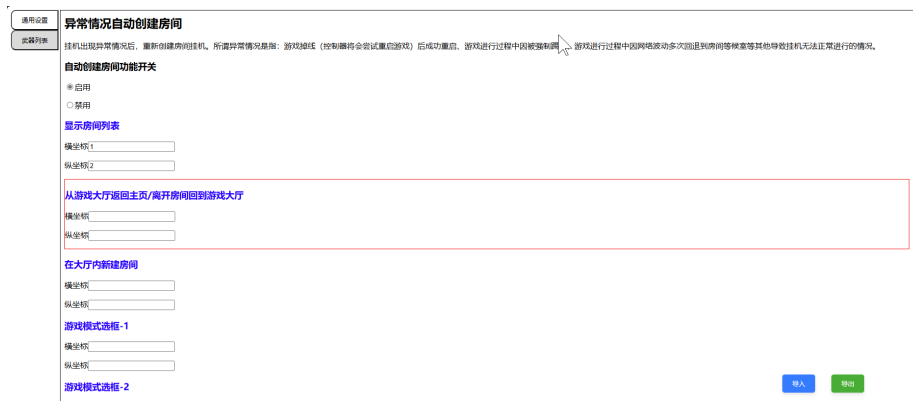 通用设置
武器列表
异常情况自动创建房间
挂机出现异常情况后，重新创建房间挂机。所谓异常情况是指：游戏掉线（控制器将会尝试重启游戏）后成功重启、游戏进行过程中因被强制踢 、游戏进行过程中因网络波动多次回退到房间等候室等其他导致挂机无法正常进行的情况。
自动创建房间功能开关
启用
禁用
显示房间列表
横坐标 1
纵坐标 2
从游戏大厅返回主页/离开房间回到游戏大厅
横坐标
纵坐标
在大厅内新建房间
横坐标
纵坐标
游戏模式选框-1
横坐标
纵坐标
游戏模式选框-2
导入
导出